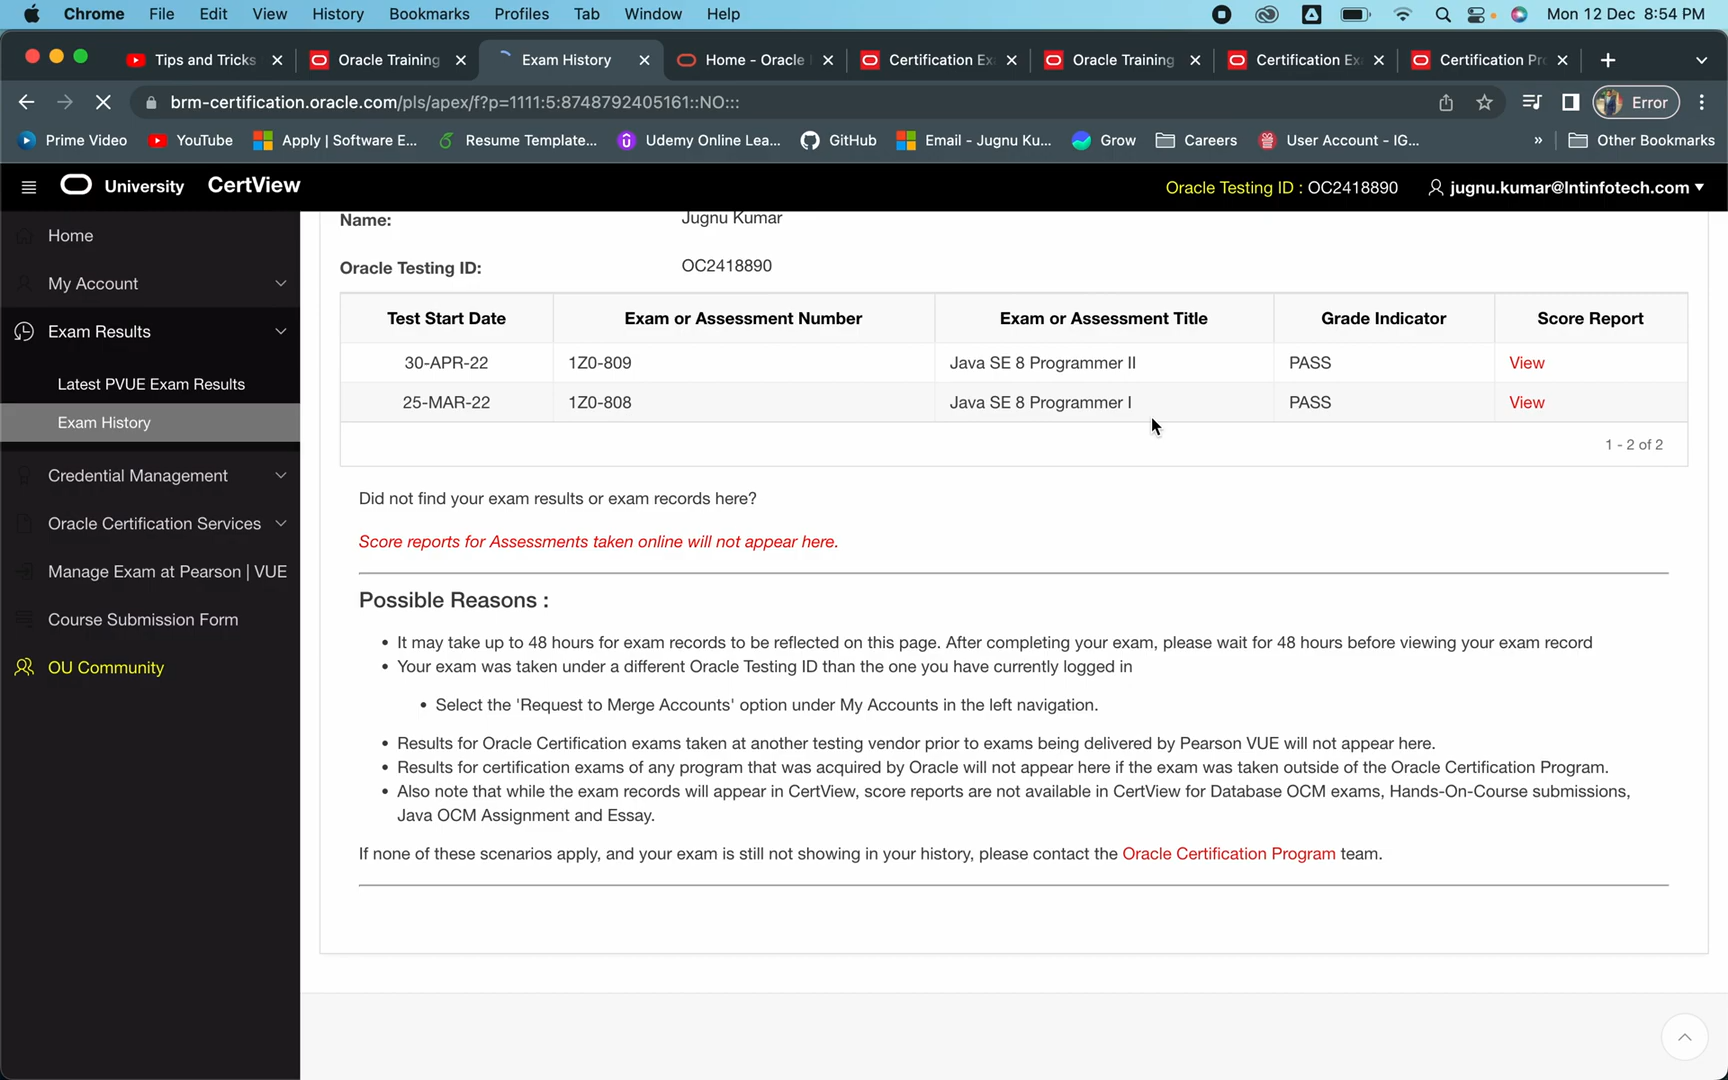 Chrome File Edit View History Bookmarks Profiles Tab Window Help Mon 12 Dec 8:54 PM
Tips and Tricks Oracle Training Exam History Home - Oracle Certification Ex Oracle Training Certification Ex Certification Pr
brm-certification.oracle.com/pls/apex/f?p=1111:5:8748792405161::NO::: Error
Prime Video YouTube Apply | Software E... Resume Template... Udemy Online Lea... GitHub Email - Jugnu Ku... Grow Careers User Account - IG... » Other Bookmarks
University CertView Oracle Testing ID : OC2418890 jugnu.kumar@lntinfotech.com
Home
My Account
Exam Results
Latest PVUE Exam Results
Exam History
Credential Management
Oracle Certification Services
Manage Exam at Pearson | VUE
Course Submission Form
OU Community
Name: Jugnu Kumar
Oracle Testing ID: OC2418890
Test Start Date Exam or Assessment Number Exam or Assessment Title Grade Indicator Score Report
30-APR-22 1Z0-809 Java SE 8 Programmer II PASS View
25-MAR-22 1Z0-808 Java SE 8 Programmer I PASS View
1 - 2 of 2
Did not find your exam results or exam records here?
Score reports for Assessments taken online will not appear here.
Possible Reasons :
• It may take up to 48 hours for exam records to be reflected on this page. After completing your exam, please wait for 48 hours before viewing your exam record
• Your exam was taken under a different Oracle Testing ID than the one you have currently logged in
• Select the 'Request to Merge Accounts' option under My Accounts in the left navigation.
• Results for Oracle Certification exams taken at another testing vendor prior to exams being delivered by Pearson VUE will not appear here.
• Results for certification exams of any program that was acquired by Oracle will not appear here if the exam was taken outside of the Oracle Certification Program.
• Also note that while the exam records will appear in CertView, score reports are not available in CertView for Database OCM exams, Hands-On-Course submissions,
Java OCM Assignment and Essay.
If none of these scenarios apply, and your exam is still not showing in your history, please contact the Oracle Certification Program team.